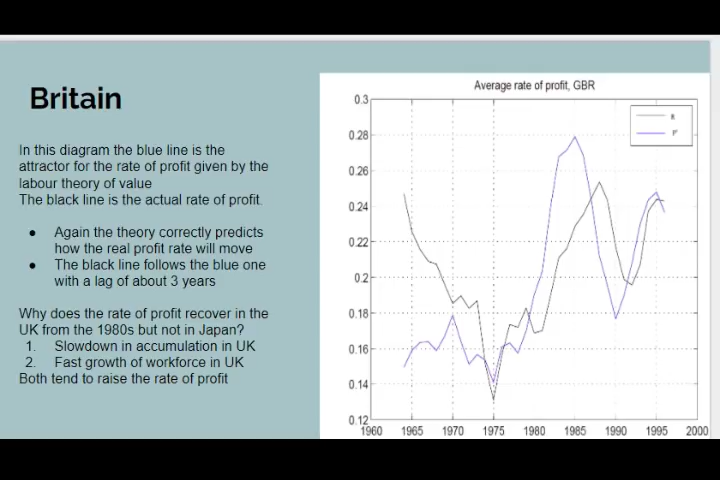 Britain
In this diagram the blue line is the
attractor for the rate of profit given by the
labour theory of value
The black line is the actual rate of profit.
● Again the theory correctly predicts
how the real profit rate will move
● The black line follows the blue one
with a lag of about 3 years
Why does the rate of profit recover in the
UK from the 1980s but not in Japan?
1. Slowdown in accumulation in UK
2. Fast growth of workforce in UK
Both tend to raise the rate of profit
Average rate of profit, GBR
0.3
0.28
0.26
0.24
0.22
0.2
0.18
0.16
0.14
0.12
1960 1965 1970 1975 1980 1985 1990 1995 2000